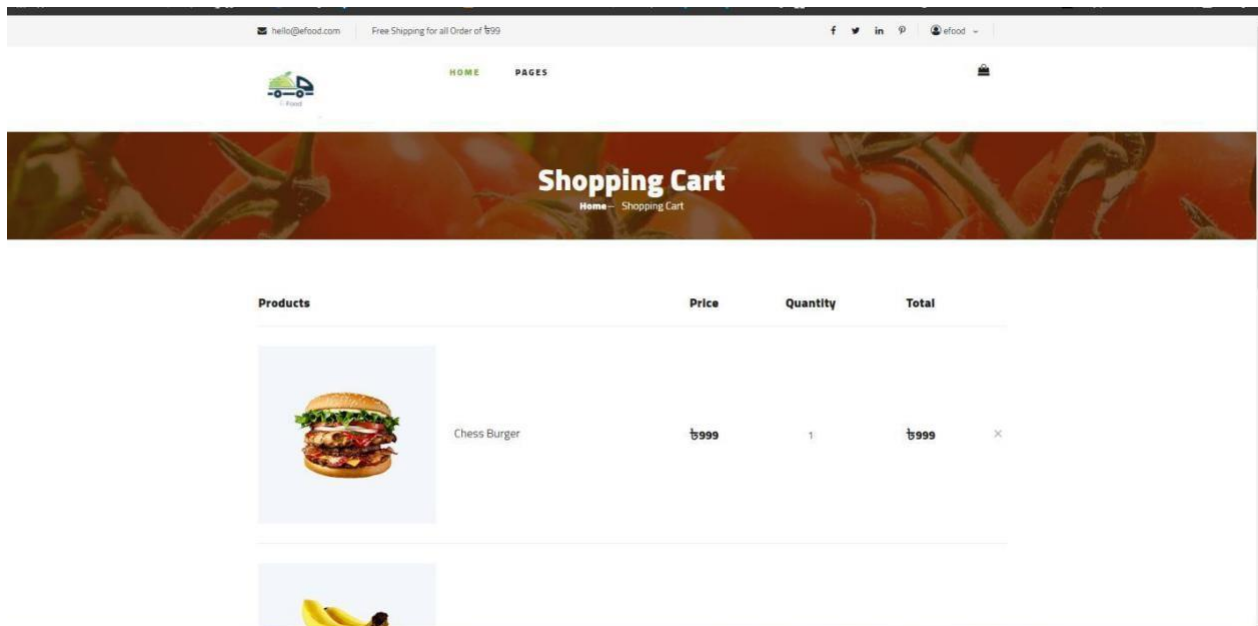 hello@efood.com Free Shipping for all Order of ৳99 efood
E-Food
HOME PAGES
Shopping Cart
Home— Shopping Cart
Products Price Quantity Total
Chess Burger ৳999 1 ৳999 ×